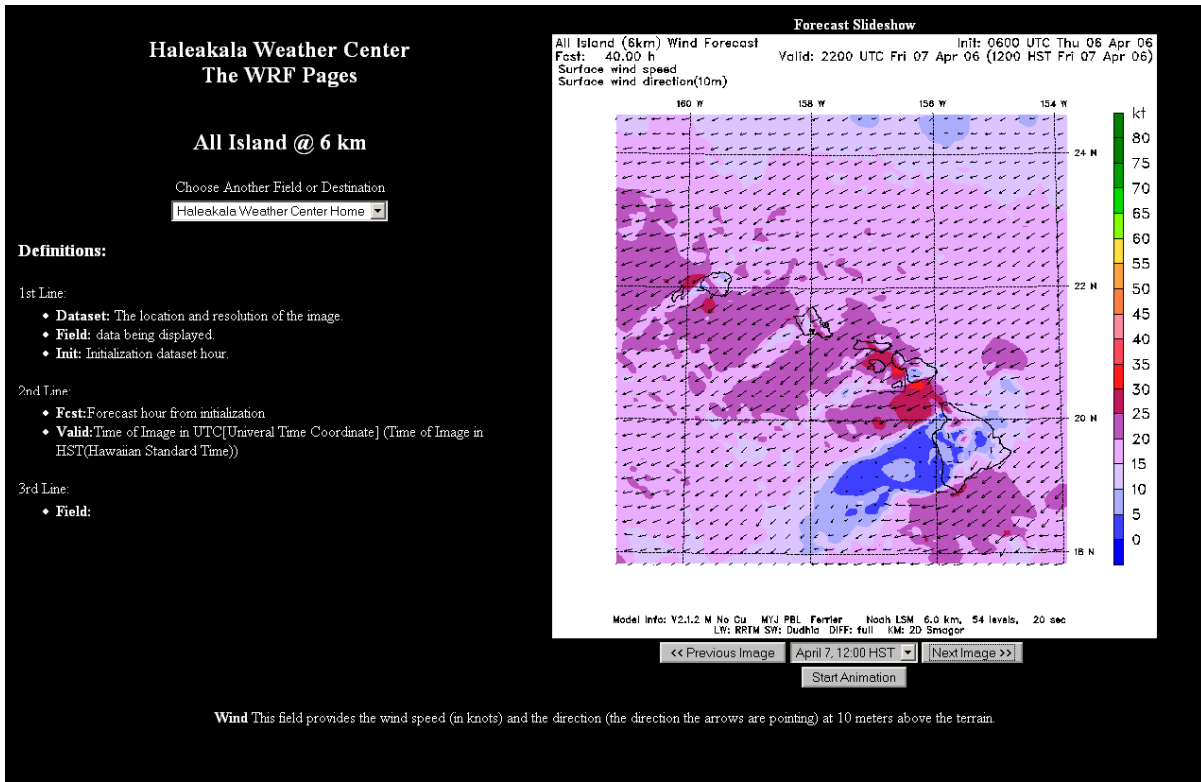 Haleakala Weather Center
The WRF Pages
All Island @ 6 km
Choose Another Field or Destination
Haleakala Weather Center Home
Definitions:
1st Line:
Dataset: The location and resolution of the image.
Field: data being displayed.
Init: Initialization dataset hour.
2nd Line:
Fcst:Forecast hour from initialization
Valid:Time of Image in UTC[Univeral Time Coordinate] (Time of Image in
HST(Hawaiian Standard Time))
3rd Line:
Field:
Forecast Slideshow
All Island (6km) Wind Forecast Init: 0600 UTC Thu 06 Apr 06
Fcst: 40.00 h Valid: 2200 UTC Fri 07 Apr 06 (1200 HST Fri 07 Apr 06)
Surface wind speed
Surface wind direction(10m)
160 W 158 W 156 W 154 W
kt
80
75
70
65
60
55
50
45
40
35
30
25
20
15
10
5
0
24 N
22 N
20 N
18 N
Model Info: V2.1.2 M No Cu MYJ PBL Ferrier Noah LSM 6.0 km, 54 levels, 20 sec
LW: RRTM SW: Dudhia DIFF: full KM: 2D Smagor
<< Previous Image April 7, 12:00 HST Next Image >>
Start Animation
Wind This field provides the wind speed (in knots) and the direction (the direction the arrows are pointing) at 10 meters above the terrain.